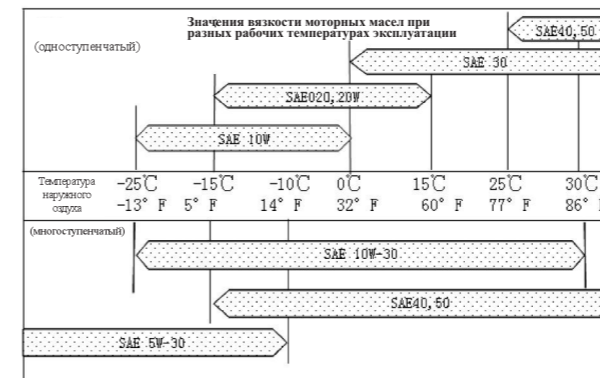 Значения вязкости моторных масел при
разных рабочих температурах эксплуатации
SAE40,50
(одноступенчатый)
SAE 30
SAE020,20W
SAE 10W
Температура
наружного
оздуха
-25℃ -15℃ -10℃ 0℃ 15℃ 25℃ 30℃
-13° F 5° F 14° F 32° F 60° F 77° F 86° F
(многоступенчатый)
SAE 10W-30
SAE40,50
SAE 5W-30